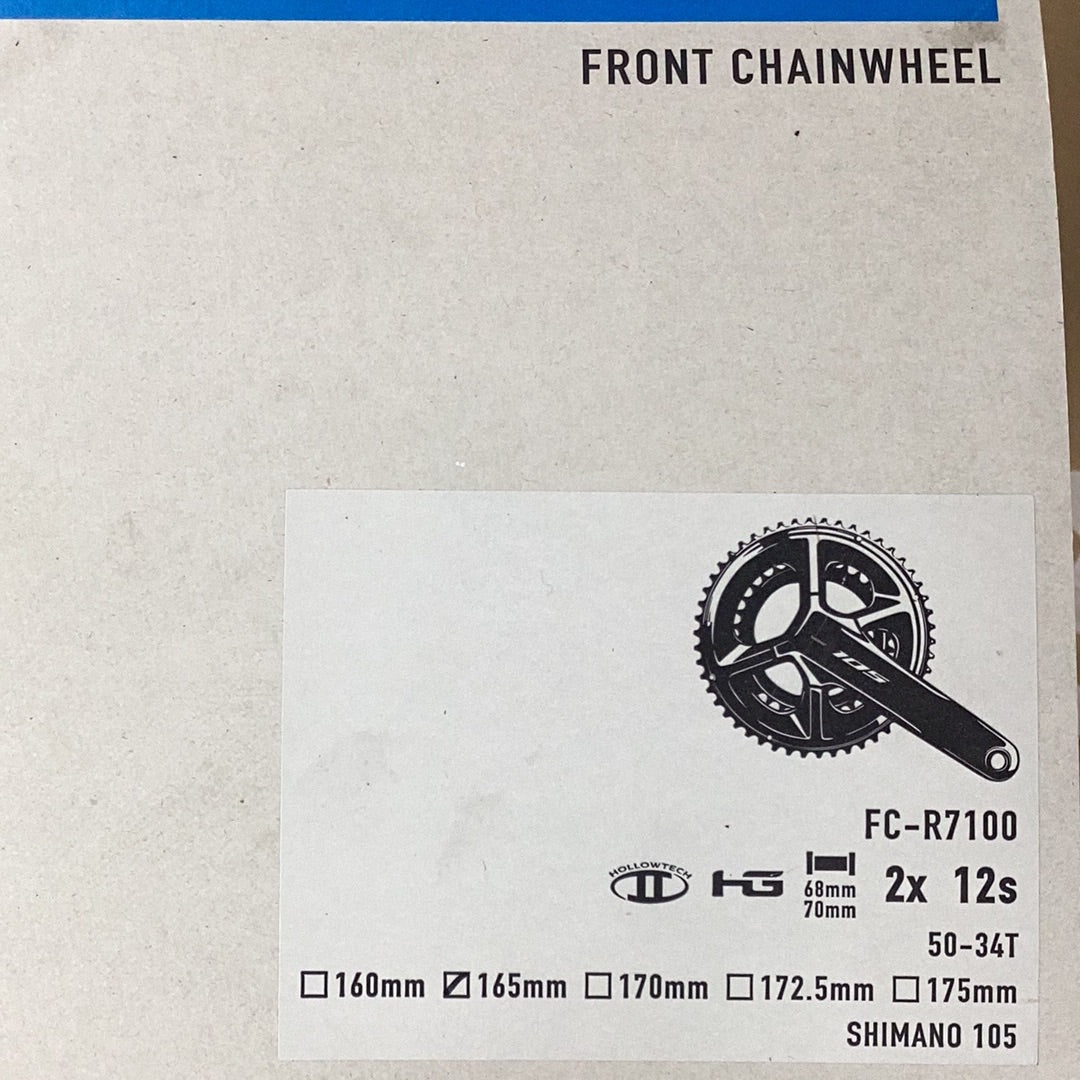 FRONT CHAINWHEEL
105
FC-R7100
HOLLOWTECH
II
HG
68mm
70mm
2x 12s
50-34T
160mm 165mm 170mm 172.5mm 175mm
SHIMANO 105